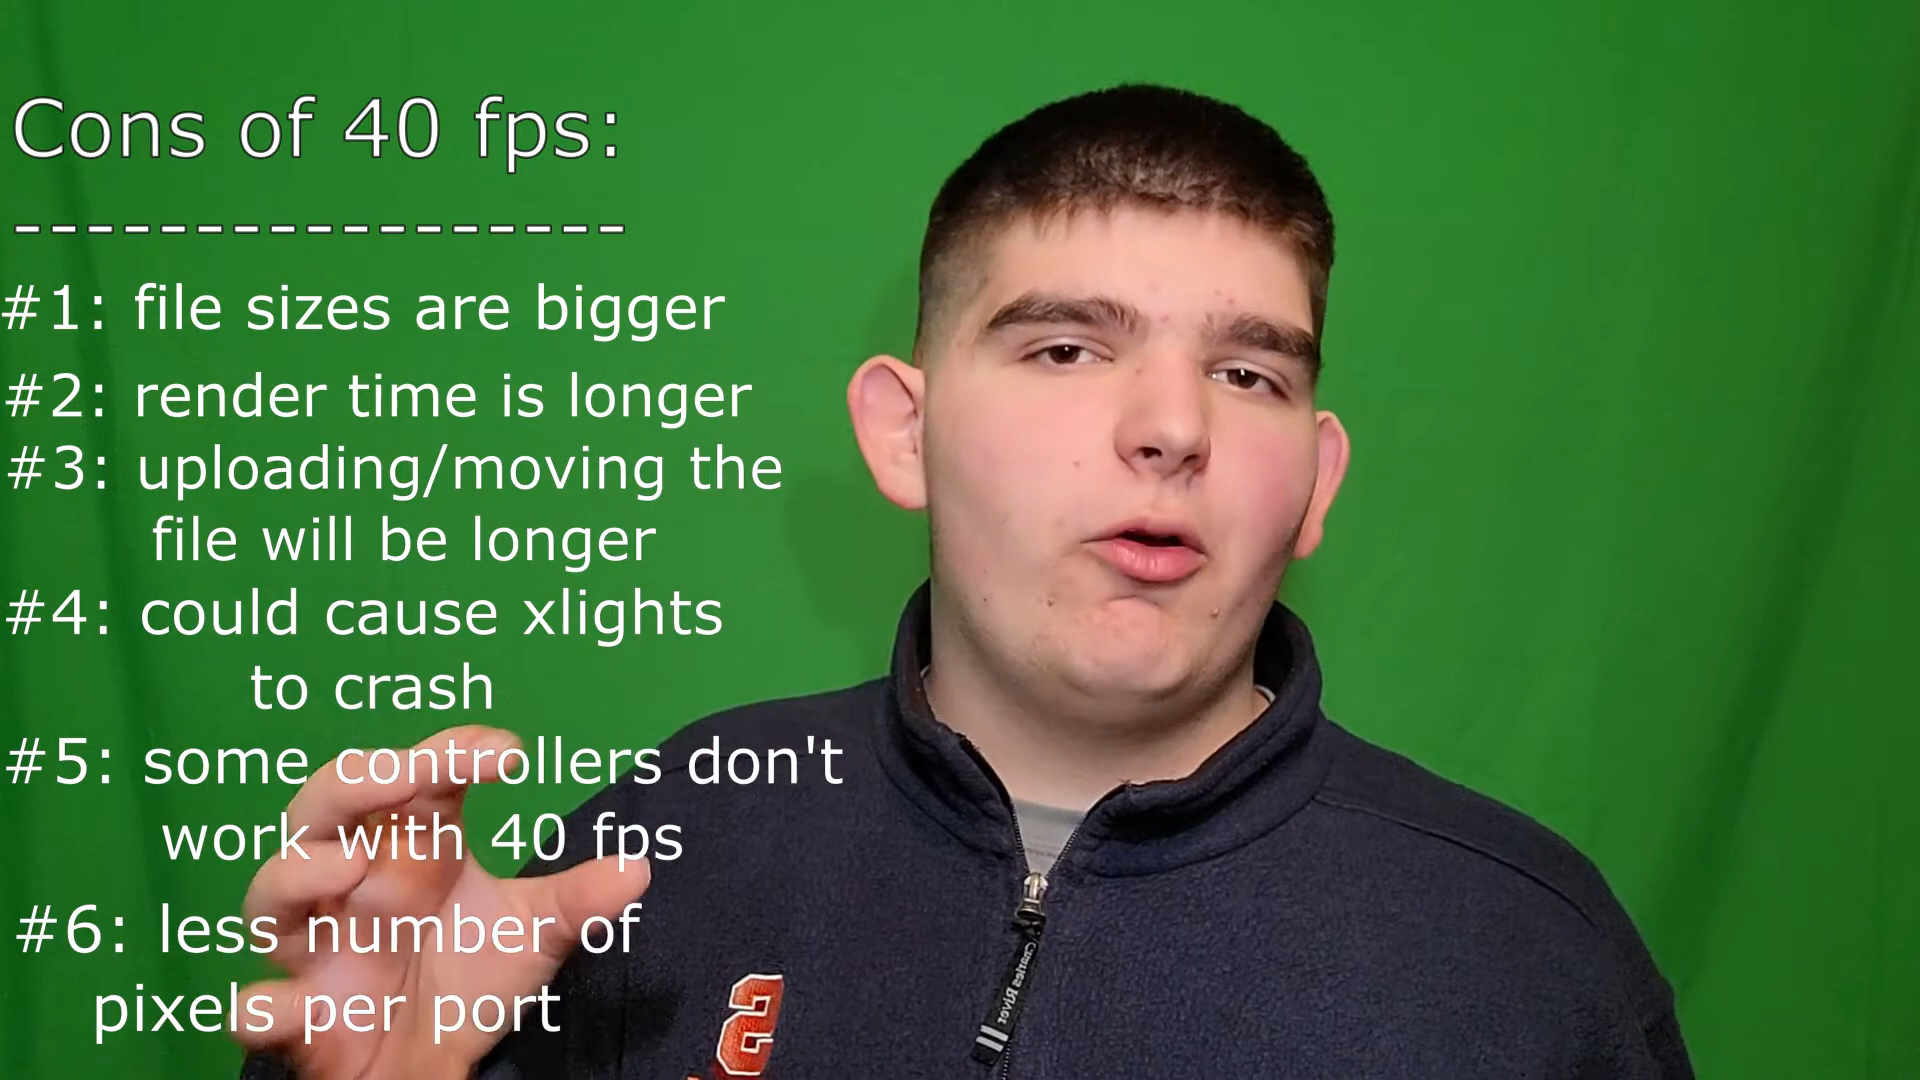 Cons of 40 fps:
-----------------
#1: file sizes are bigger
#2: render time is longer
#3: uploading/moving the
file will be longer
#4: could cause xlights
to crash
#5: some controllers don't
work with 40 fps
#6: less number of
pixels per port
Charles River
S